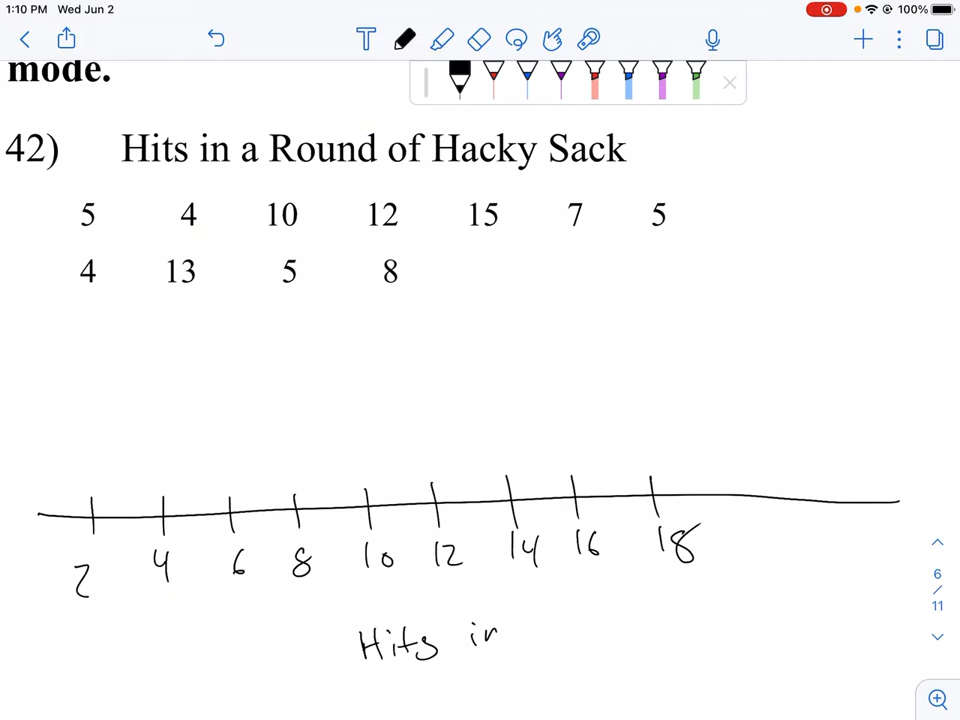 1:10 PM Wed Jun 2 100%
T
mode.
42) Hits in a Round of Hacky Sack
5 4 10 12 15 7 5
4 13 5 8
2 4 6 8 10 12 14 16 18
Hits in
6
/
11